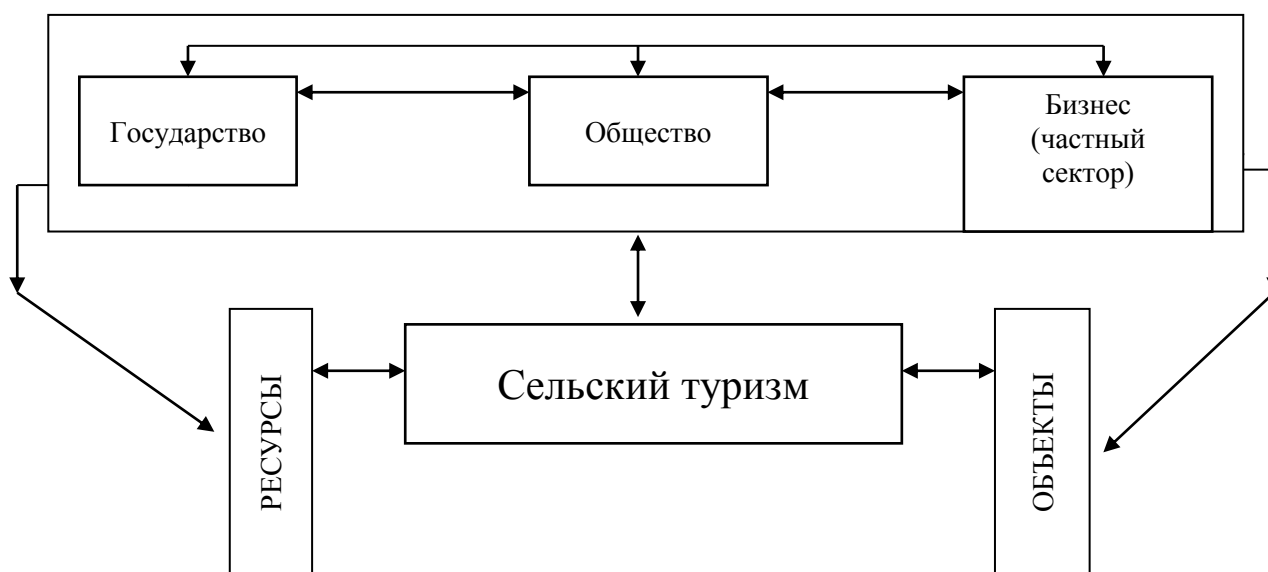 Государство
Общество
Бизнес
(частный
сектор)
Сельский туризм
РЕСУРСЫ
ОБЪЕКТЫ